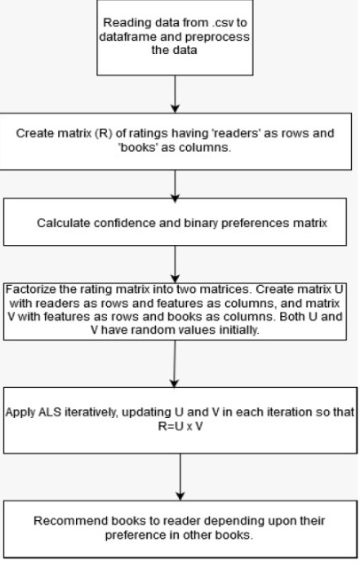 Reading data from .csv to
dataframe and preprocess
the data
Create matrix (R) of ratings having 'readers' as rows and
'books' as columns.
Calculate confidence and binary preferences matrix
Factorize the rating matrix into two matrices. Create matrix U
with readers as rows and features as columns, and matrix
V with features as rows and books as columns. Both U and
V have random values initially.
Apply ALS iteratively, updating U and V in each iteration so that
R=U x V
Recommend books to reader depending upon their
preference in other books.